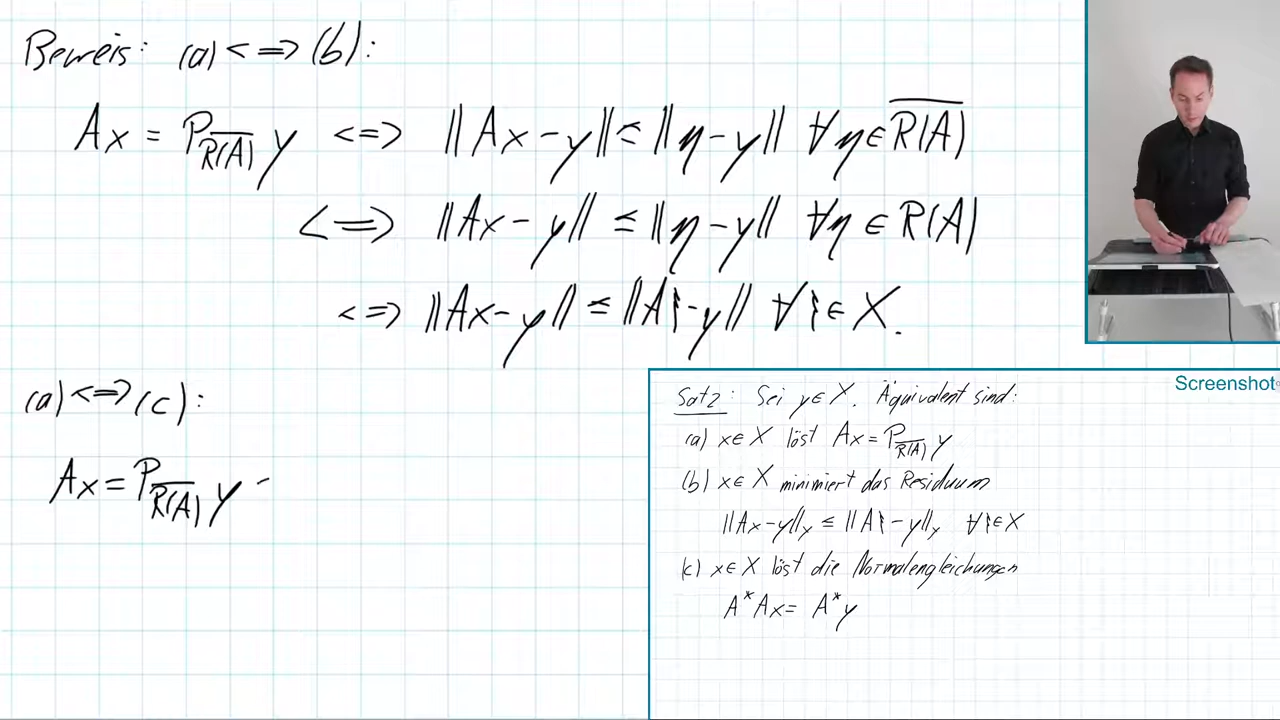 Beweis: (a) <=> (b):
Ax = P_{\overline{R(A)}} y <=> ||Ax-y|| ≤ ||η-y|| ∀η∈\overline{R(A)}
<=> ||Ax-y|| ≤ ||η-y|| ∀η∈R(A)
<=> ||Ax-y|| ≤ ||Aξ-y|| ∀ξ∈X.
(a) <=> (c):
Ax = P_{\overline{R(A)}} y -
Screenshot
Satz: Sei y∈X. Äquivalent sind:
(a) x∈X löst Ax = P_{\overline{R(A)}} y
(b) x∈X minimiert das Residuum
||Ax-y||_y ≤ ||Aξ-y||_y ∀ξ∈X
(c) x∈X löst die Normalengleichungen
A*Ax = A*y